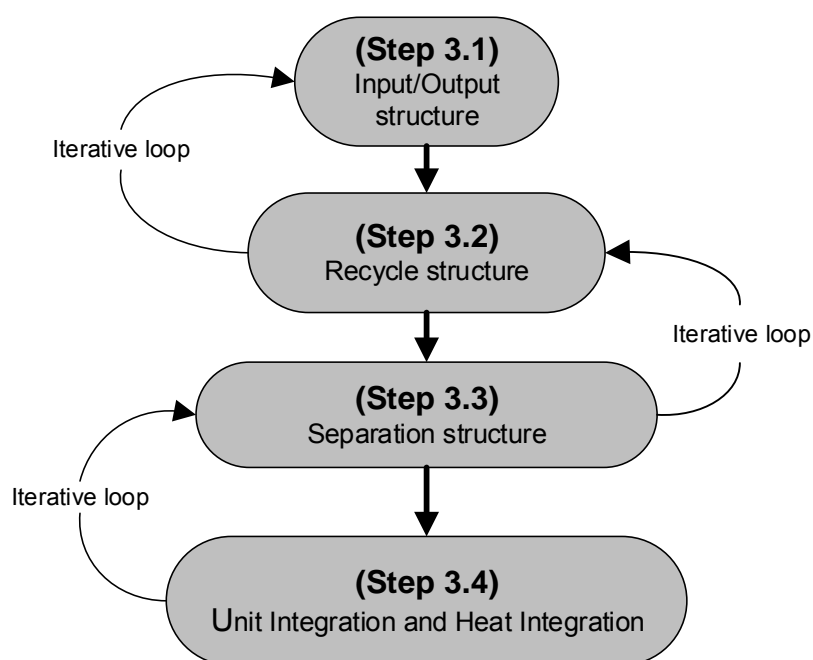 (Step 3.1)
Input/Output
structure
Iterative loop
(Step 3.2)
Recycle structure
Iterative loop
(Step 3.3)
Separation structure
Iterative loop
(Step 3.4)
Unit Integration and Heat Integration